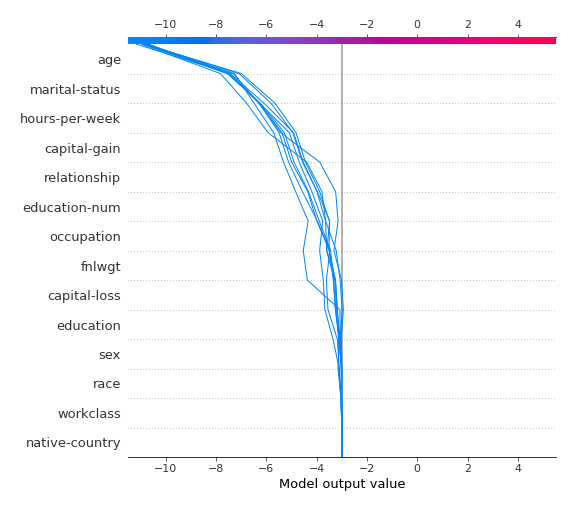 −10 −8 −6 −4 −2 0 2 4
age
marital-status
hours-per-week
capital-gain
relationship
education-num
occupation
fnlwgt
capital-loss
education
sex
race
workclass
native-country
−10 −8 −6 −4 −2 0 2 4
Model output value